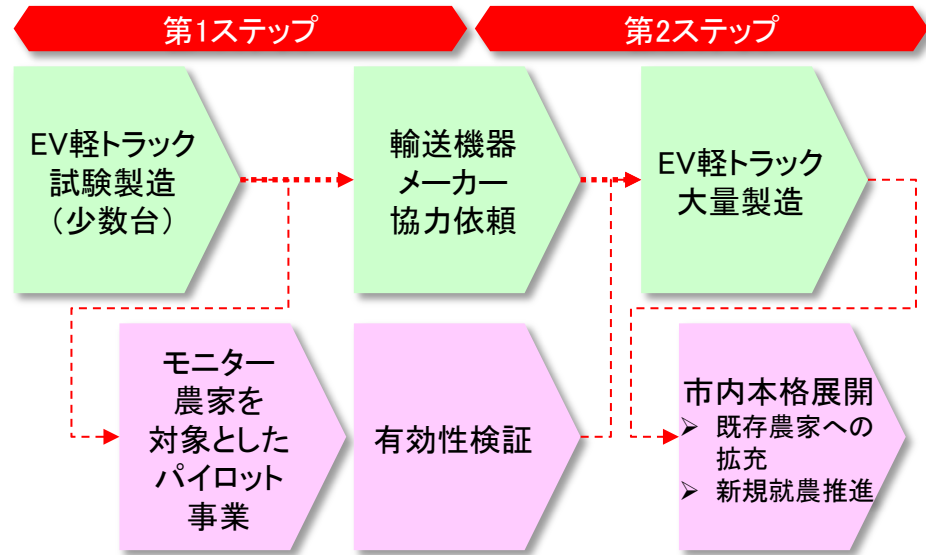 第1ステップ
第2ステップ
EV軽トラック
試験製造
（少数台）
輸送機器
メーカー
協力依頼
EV軽トラック
大量製造
モニター
農家を
対象とした
パイロット
事業
有効性検証
市内本格展開
➢ 既存農家への
拡充
➢ 新規就農推進